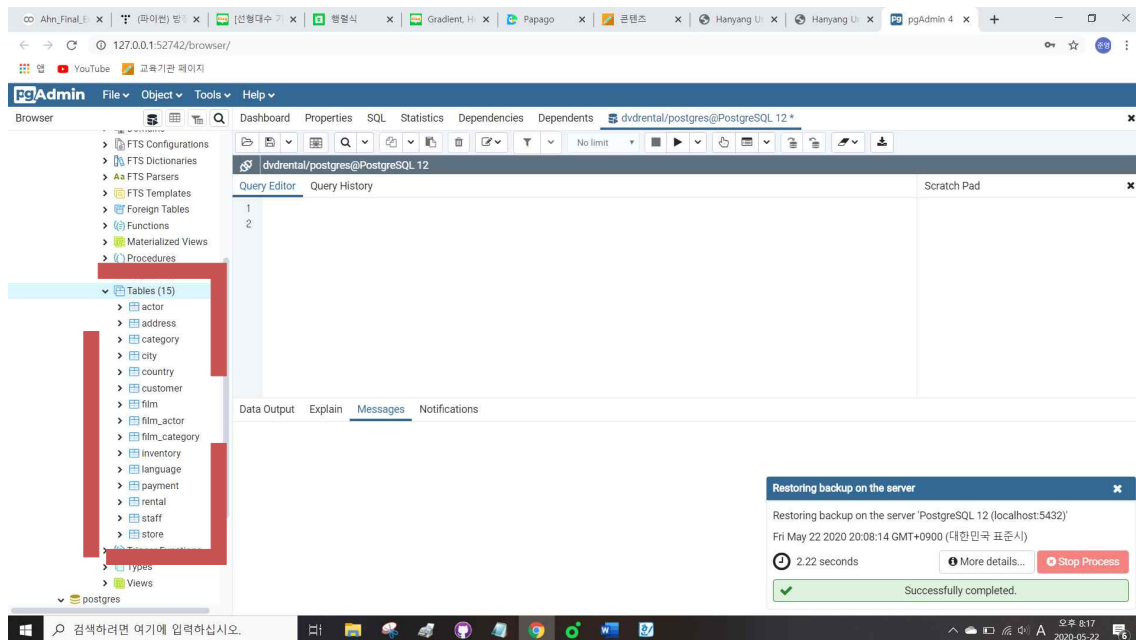 Ahn_Final_E
(파이썬) 방
[선형대수
행렬식
Gradient, H
Papago
콘텐츠
Hanyang U
Hanyang U
pgAdmin 4
127.0.0.1:52742/browser/
앱
YouTube
교육기관 페이지
준영
pgAdmin File Object Tools Help
Browser
Dashboard Properties SQL Statistics Dependencies Dependents dvdrental/postgres@PostgreSQL 12 *
No limit
dvdrental/postgres@PostgreSQL 12
Query Editor Query History
Scratch Pad
1
2
FTS Configurations
FTS Dictionaries
FTS Parsers
FTS Templates
Foreign Tables
Functions
Materialized Views
Procedures
Tables (15)
actor
address
category
city
country
customer
film
film_actor
film_category
inventory
language
payment
rental
staff
store
Types
Views
postgres
Data Output Explain Messages Notifications
Restoring backup on the server
Restoring backup on the server 'PostgreSQL 12 (localhost:5432)'
Fri May 22 2020 20:08:14 GMT+0900 (대한민국 표준시)
2.22 seconds
More details...
Stop Process
Successfully completed.
검색하려면 여기에 입력하십시오.
A
오후 8:17
2020-05-22
6